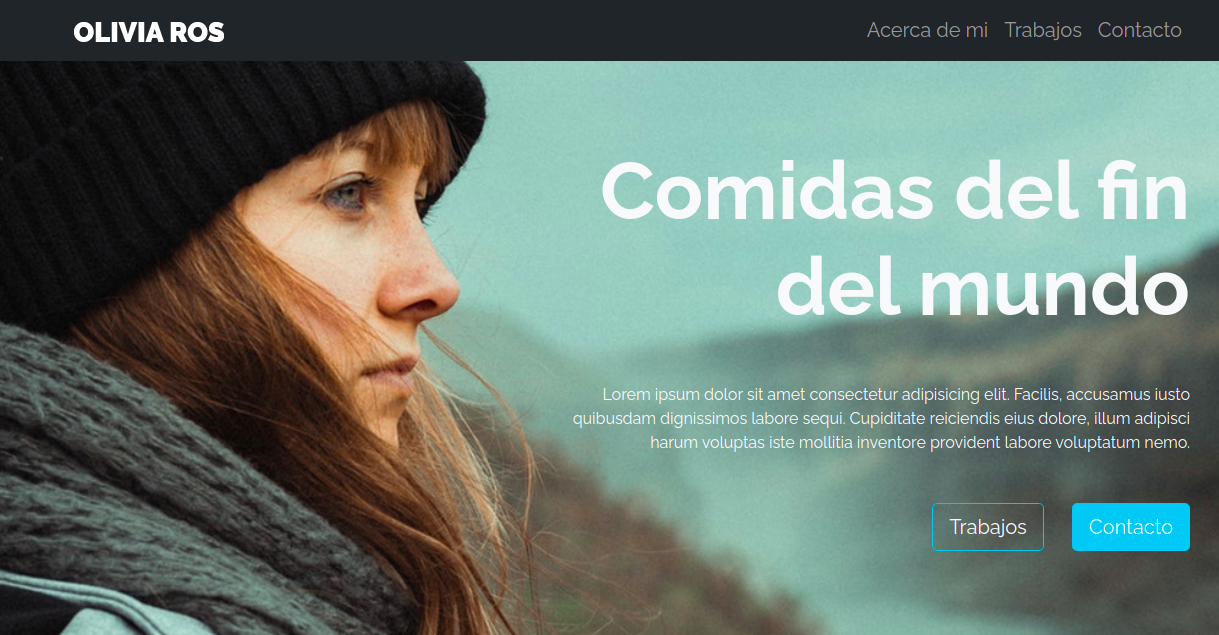 OLIVIA ROS
Acerca de mi Trabajos Contacto
Comidas del fin
del mundo
Lorem ipsum dolor sit amet consectetur adipisicing elit. Facilis, accusamus iusto
quibusdam dignissimos labore sequi. Cupiditate reiciendis eius dolore, illum adipisci
harum voluptas iste mollitia inventore provident labore voluptatum nemo.
Trabajos Contacto